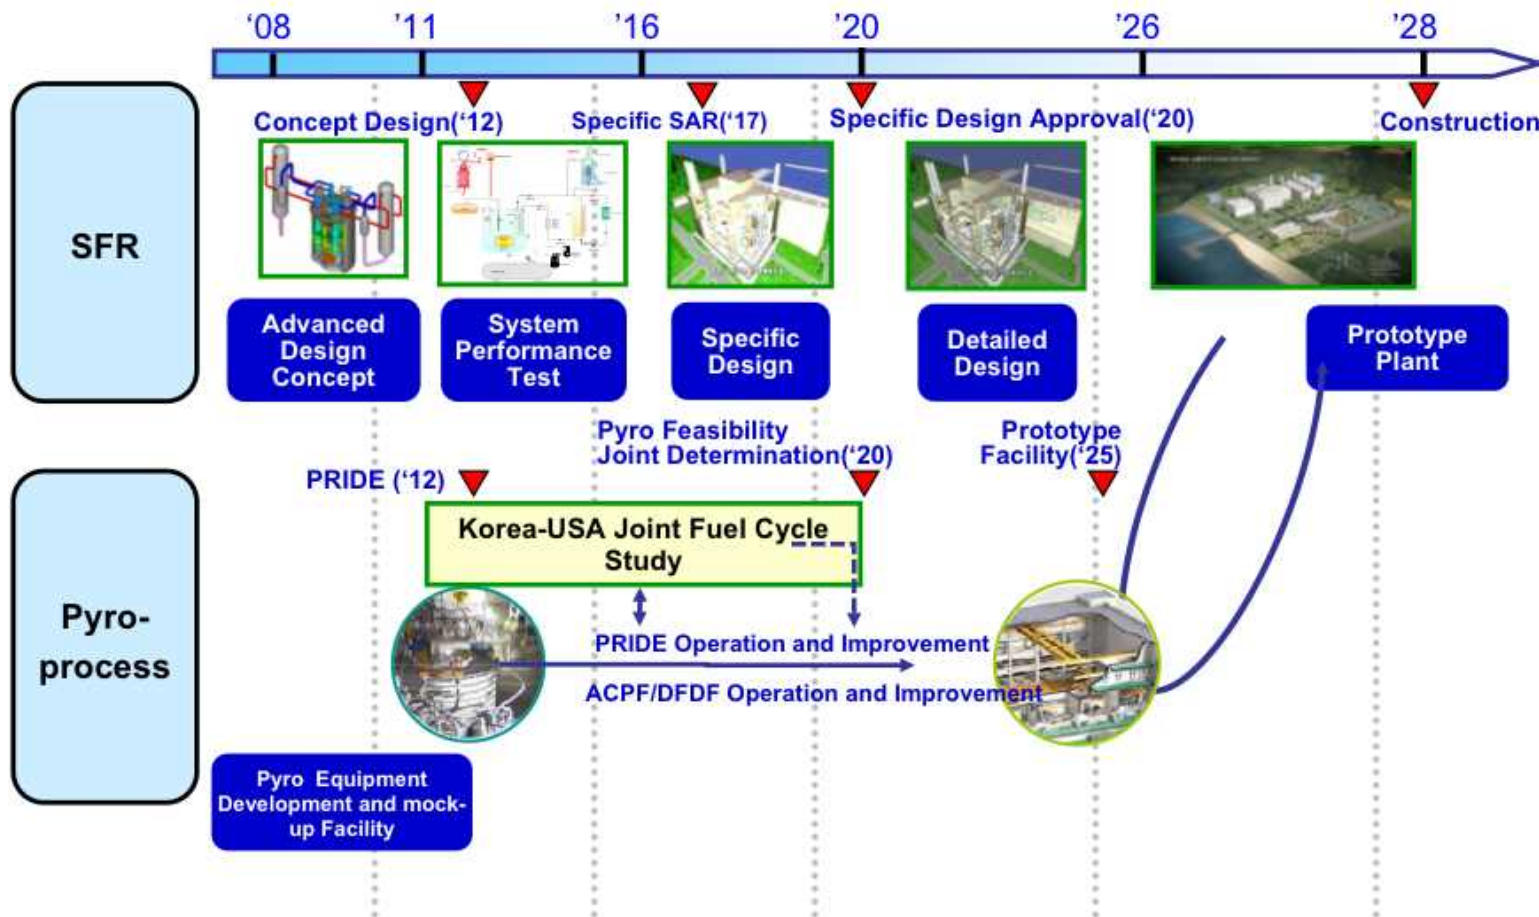 ‘08
’11
’16
’20
’26
’28
Concept Design(‘12)
Specific SAR(‘17)
Specific Design Approval(‘20)
Construction
SFR
Advanced
Design
Concept
System
Performance
Test
Specific
Design
Detailed
Design
Prototype
Plant
Pyro Feasibility
Joint Determination(‘20)
Prototype
Facility(‘25)
PRIDE (‘12)
Korea-USA Joint Fuel Cycle
Study
Pyro-
process
PRIDE Operation and Improvement
ACPF/DFDF Operation and Improvement
Pyro Equipment
Development and mock-
up Facility